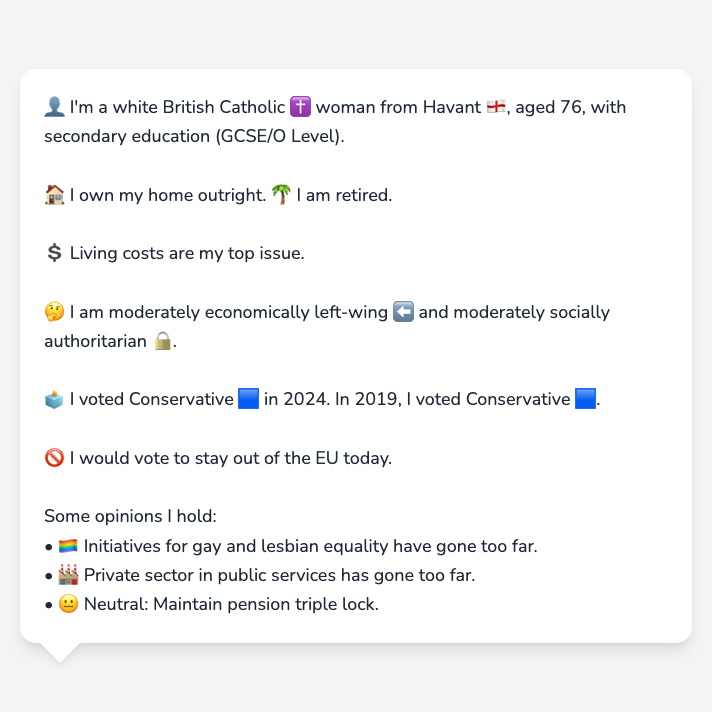 👤 I'm a white British Catholic ✝️ woman from Havant 🏴󠁧󠁢󠁥󠁮󠁧󠁿, aged 76, with
secondary education (GCSE/O Level).
🏠 I own my home outright. 🌴 I am retired.
💲 Living costs are my top issue.
🤔 I am moderately economically left-wing ⬅️ and moderately socially
authoritarian 🔒.
🗳️ I voted Conservative 🟦 in 2024. In 2019, I voted Conservative 🟦.
🚫 I would vote to stay out of the EU today.
Some opinions I hold:
• 🏳️‍🌈 Initiatives for gay and lesbian equality have gone too far.
• 🏭 Private sector in public services has gone too far.
• 😐 Neutral: Maintain pension triple lock.